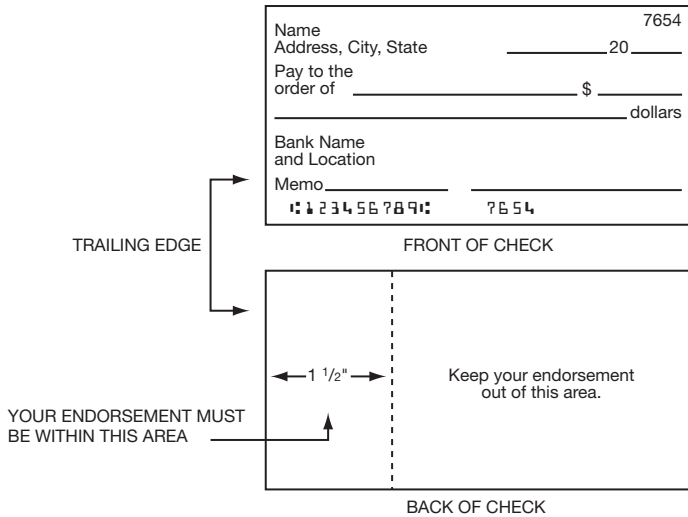 7654
Name
Address, City, State
20
Pay to the
order of $
dollars
Bank Name
and Location
Memo
⑆123456789⑆ 7654
TRAILING EDGE
FRONT OF CHECK
1 1/2"
Keep your endorsement
out of this area.
YOUR ENDORSEMENT MUST
BE WITHIN THIS AREA
BACK OF CHECK